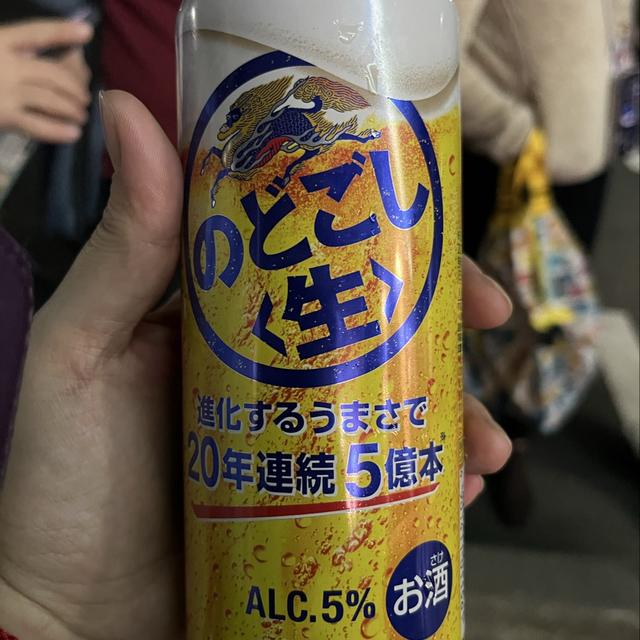 のどごし
〈生〉
進化するうまさで
20年連続5億本※
ALC.5%
さけ
お酒